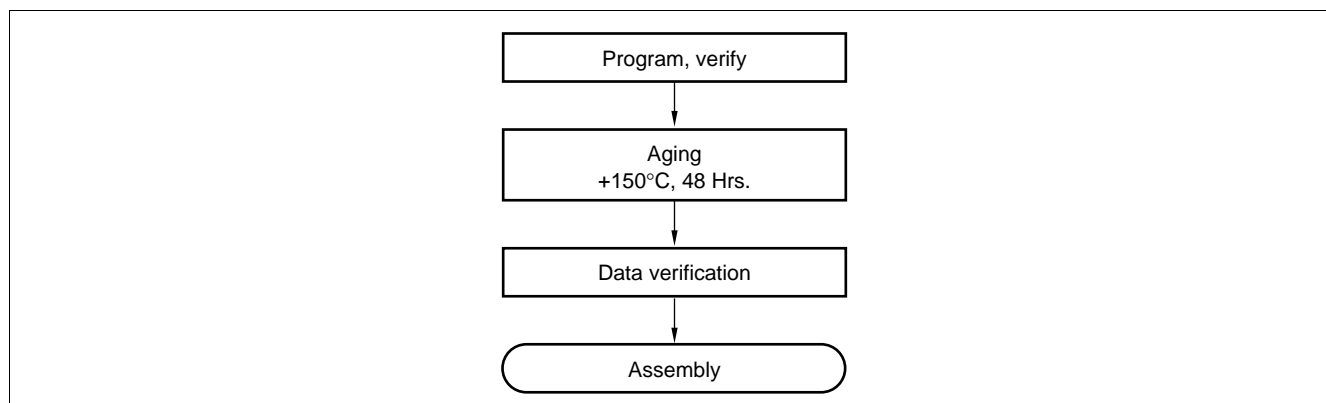 Program, verify
Aging
+150°C, 48 Hrs.
Data verification
Assembly